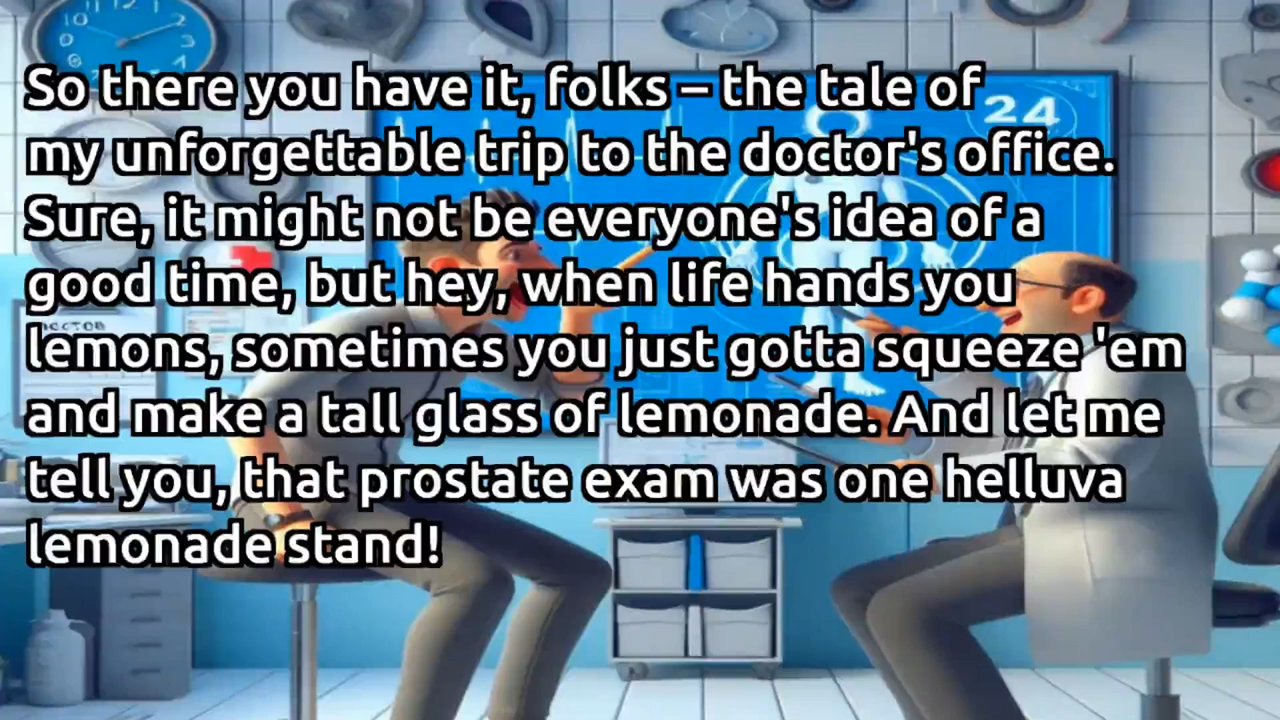 So there you have it, folks – the tale of
my unforgettable trip to the doctor's office.
Sure, it might not be everyone's idea of a
good time, but hey, when life hands you
lemons, sometimes you just gotta squeeze 'em
and make a tall glass of lemonade. And let me
tell you, that prostate exam was one helluva
lemonade stand!
24